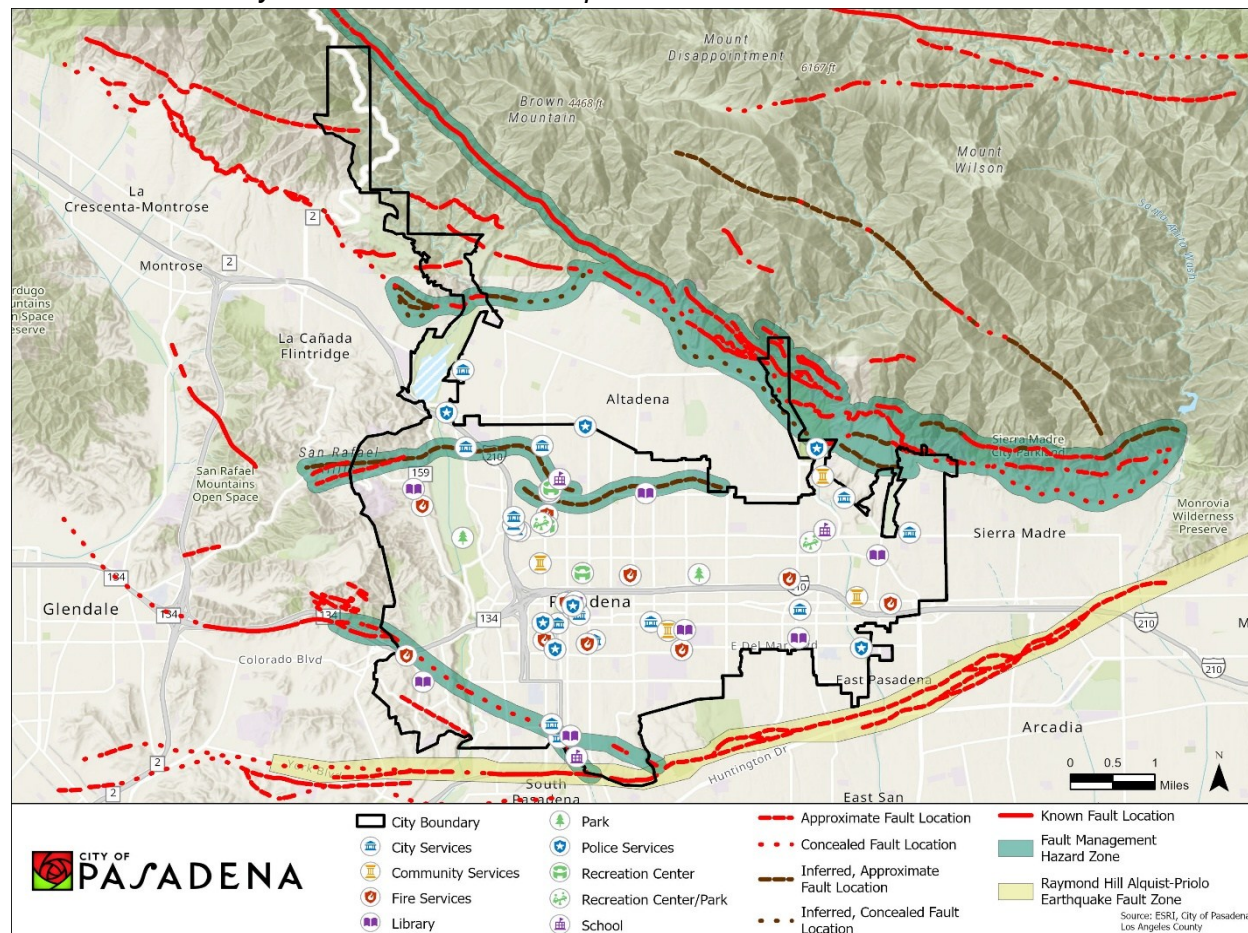 Mount
Disappointment
6167 ft
Brown 4468 ft
Mountain
Mount
Wilson
La
Crescenta-Montrose
2
Montrose
2
La Cañada
Flintridge
Altadena
San Rafael
210
159
San Rafael
Mountains
Open Space
Sierra Madre
City Parkland
Monrovia
Wilderness
Preserve
Sierra Madre
134
Glendale
134
134
134
210
210
210
Colorado Blvd
E Del Mar
East Pasadena
Arcadia
Huntington Dr
2
2
South
Pasadena
East San
N
0 0.5 1
Miles
CITY OF
PASADENA
City Boundary
City Services
Community Services
Fire Services
Library
Park
Police Services
Recreation Center
Recreation Center/Park
School
Approximate Fault Location
Concealed Fault Location
Inferred, Approximate
Fault Location
Inferred, Concealed Fault
Location
Known Fault Location
Fault Management
Hazard Zone
Raymond Hill Alquist-Priolo
Earthquake Fault Zone
Source: ESRI, City of Pasadena
Los Angeles County